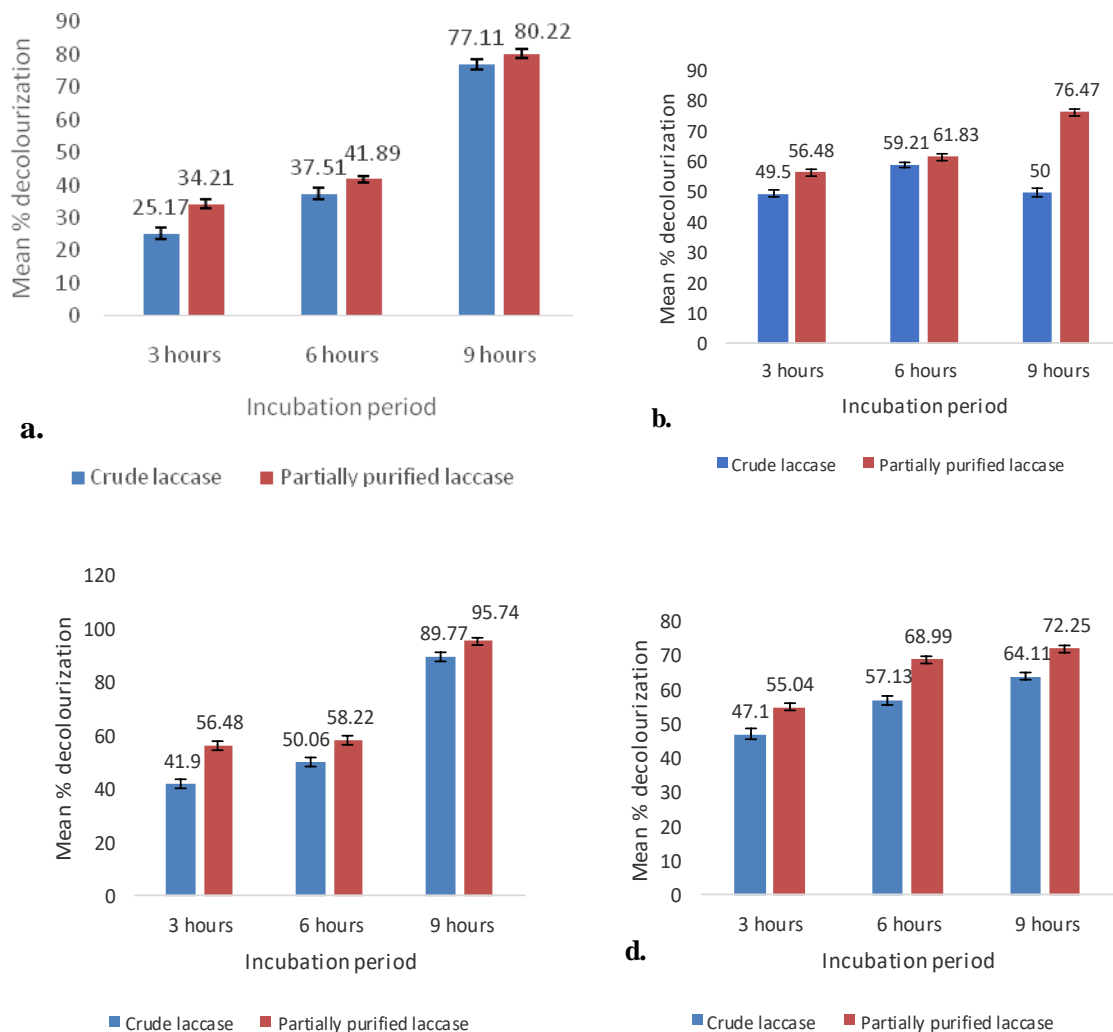 Mean % decolourization
90
80
70
60
50
40
30
20
10
0
25.17
34.21
37.51
41.89
77.11
80.22
3 hours
6 hours
9 hours
Incubation period
a.
Crude laccase
Partially purified laccase
Mean % decolourization
90
80
70
60
50
40
30
20
10
0
49.5
56.48
59.21
61.83
50
76.47
3 hours
6 hours
9 hours
Incubation period
b.
Crude laccase
Partially purified laccase
Mean % decolourization
120
100
80
60
40
20
0
41.9
56.48
50.06
58.22
89.77
95.74
3 hours
6 hours
9 hours
Incubation period
Crude laccase
Partially purified laccase
Mean % decolourization
80
70
60
50
40
30
20
10
0
47.1
55.04
57.13
68.99
64.11
72.25
3 hours
6 hours
9 hours
Incubation period
d.
Crude laccase
Partially purified laccase